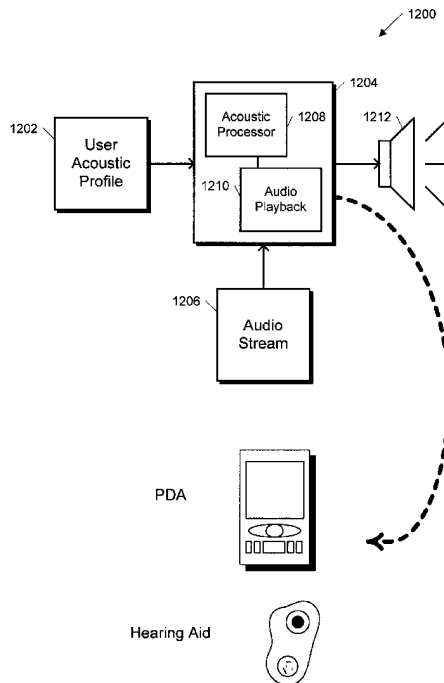 1200
1204
1202
User
Acoustic
Profile
Acoustic
Processor
1208
1210
Audio
Playback
1212
1206
Audio
Stream
PDA
Hearing Aid